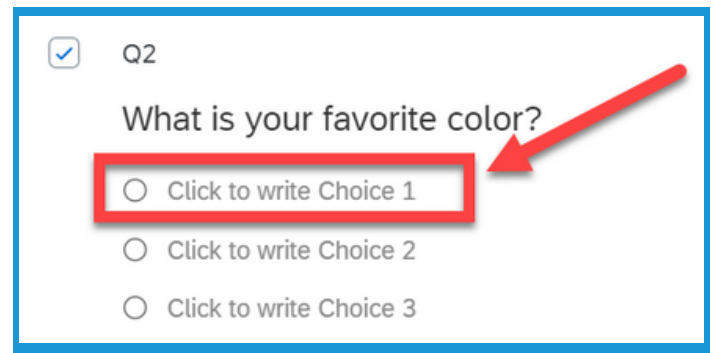 Q2
What is your favorite color?
Click to write Choice 1
Click to write Choice 2
Click to write Choice 3